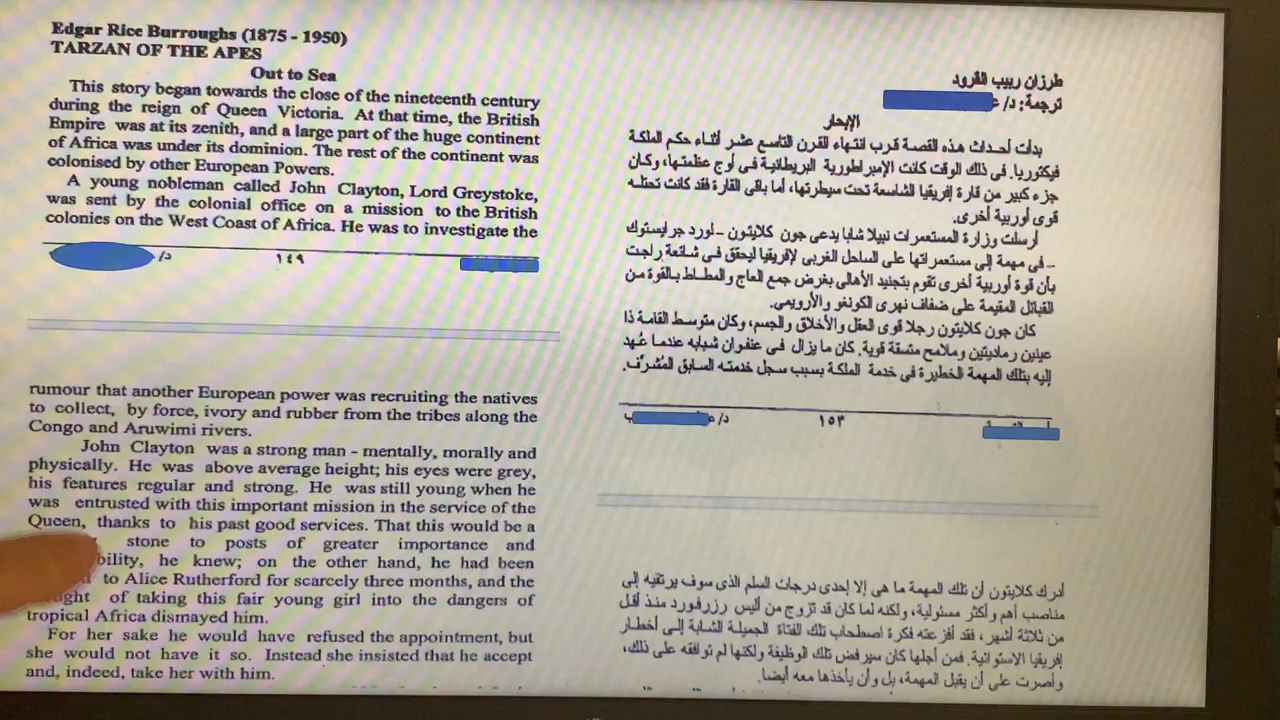 Edgar Rice Burroughs (1875 - 1950)
TARZAN OF THE APES
Out to Sea
This story began towards the close of the nineteenth century
during the reign of Queen Victoria. At that time, the British
Empire was at its zenith, and a large part of the huge continent
of Africa was under its dominion. The rest of the continent was
colonised by other European Powers.
A young nobleman called John Clayton, Lord Greystoke,
was sent by the colonial office on a mission to the British
colonies on the West Coast of Africa. He was to investigate the
د/ ١٤٩
rumour that another European power was recruiting the natives
to collect, by force, ivory and rubber from the tribes along the
Congo and Aruwimi rivers.
John Clayton was a strong man - mentally, morally and
physically. He was above average height; his eyes were grey,
his features regular and strong. He was still young when he
was entrusted with this important mission in the service of the
Queen, thanks to his past good services. That this would be a
stone to posts of greater importance and
bility, he knew; on the other hand, he had been
to Alice Rutherford for scarcely three months, and the
ght of taking this fair young girl into the dangers of
tropical Africa dismayed him.
For her sake he would have refused the appointment, but
she would not have it so. Instead she insisted that he accept
and, indeed, take her with him.
طرزان ربيب القرود
ترجمة: د/
الإبحار
بدأت أحداث هذه القصة قرب انتهاء القرن التاسع عشر أثناء حكم الملكة
فيكتوريا. فى ذلك الوقت كانت الإمبراطورية البريطانية فى أوج عظمتها، وكان
جزء كبير من قارة إفريقيا الشاسعة تحت سيطرتها، أما باقى القارة فقد كانت تحتله
قوى أوربية أخرى.
أرسلت وزارة المستعمرات نبيلا شابا يدعى جون كلايتون – لورد جرايستوك
– فى مهمة إلى مستعمراتها على الساحل الغربى لإفريقيا ليحقق فى شائعة راجت
بأن قوة أوربية أخرى تقوم بتجنيد الأهالى بغرض جمع العاج والمطاط بالقوة من
القبائل المقيمة على ضفاف نهرى الكونغو والأرويمى.
كان جون كلايتون رجلا قوى العقل والأخلاق والجسم، وكان متوسط القامة ذا
عينين رماديتين وملامح متسقة قوية. كان ما يزال فى عنفوان شبابه عندما عُهد
إليه بتلك المهمة الخطيرة فى خدمة الملكة بسبب سجل خدمته السابق المُشرِّف.
د/ ١٥٣
أدرك كلايتون أن تلك المهمة ما هى إلا إحدى درجات السلم الذى سوف يرتقيه إلى
مناصب أهم وأكثر مسئولية، ولكنه لما كان قد تزوج من أليس رزرفورد منذ أقل
من ثلاثة أشهر، فقد أفزعته فكرة اصطحاب تلك الفتاة الجميلة الشابة إلى أخطار
إفريقيا الاستوائية. فمن أجلها كان سيرفض تلك الوظيفة ولكنها لم توافقه على ذلك،
وأصرت على أن يقبل المهمة، بل وأن يأخذها معه أيضا.